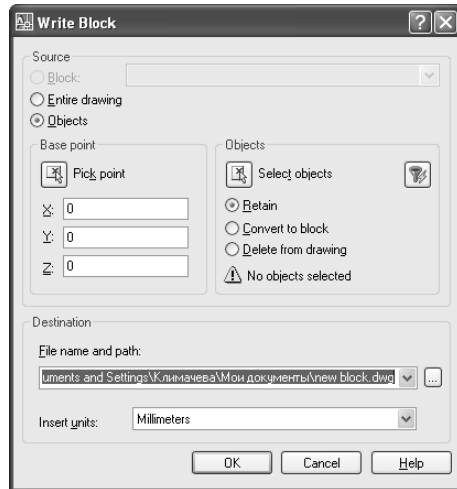 Write Block
Source
Block:
Entire drawing
Objects
Base point
Pick point
X: 0
Y: 0
Z: 0
Objects
Select objects
Retain
Convert to block
Delete from drawing
No objects selected
Destination
File name and path:
uments and Settings\Климачева\Мои документы\new block.dwg
...
Insert units: Millimeters
OK Cancel Help